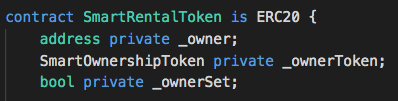 contract SmartRentalToken is ERC20 {
address private _owner;
SmartOwnershipToken private _ownerToken;
bool private _ownerSet;